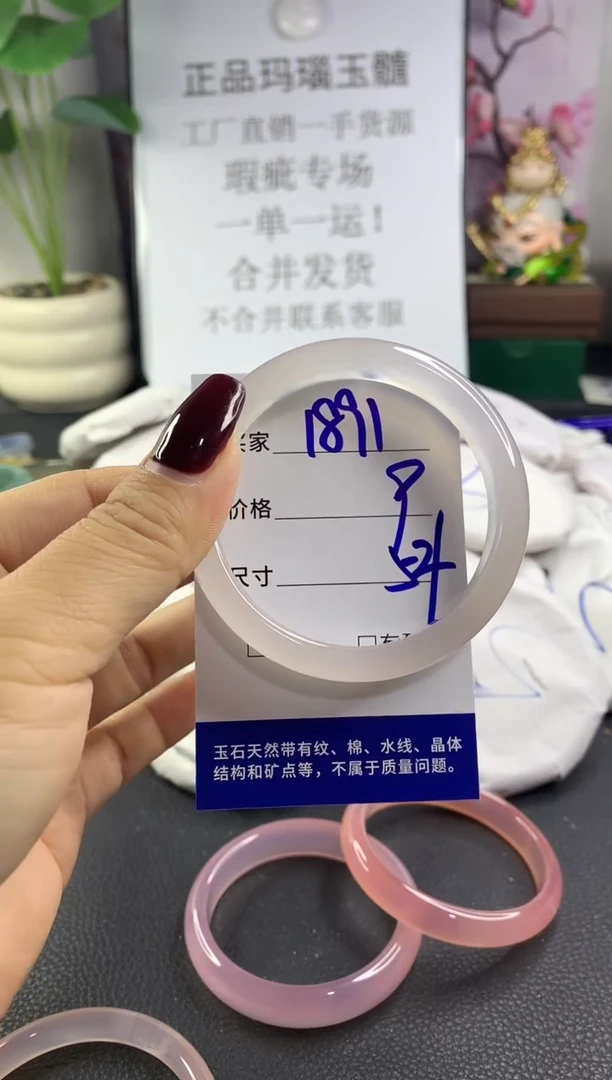 正品玛瑙玉髓
工厂直销一手货源
瑕疵专场
一单一运！
合并发货
不合并联系客服
家 1891
价格
尺寸 54
玉石天然带有纹、棉、水线、晶体
结构和矿点等，不属于质量问题。